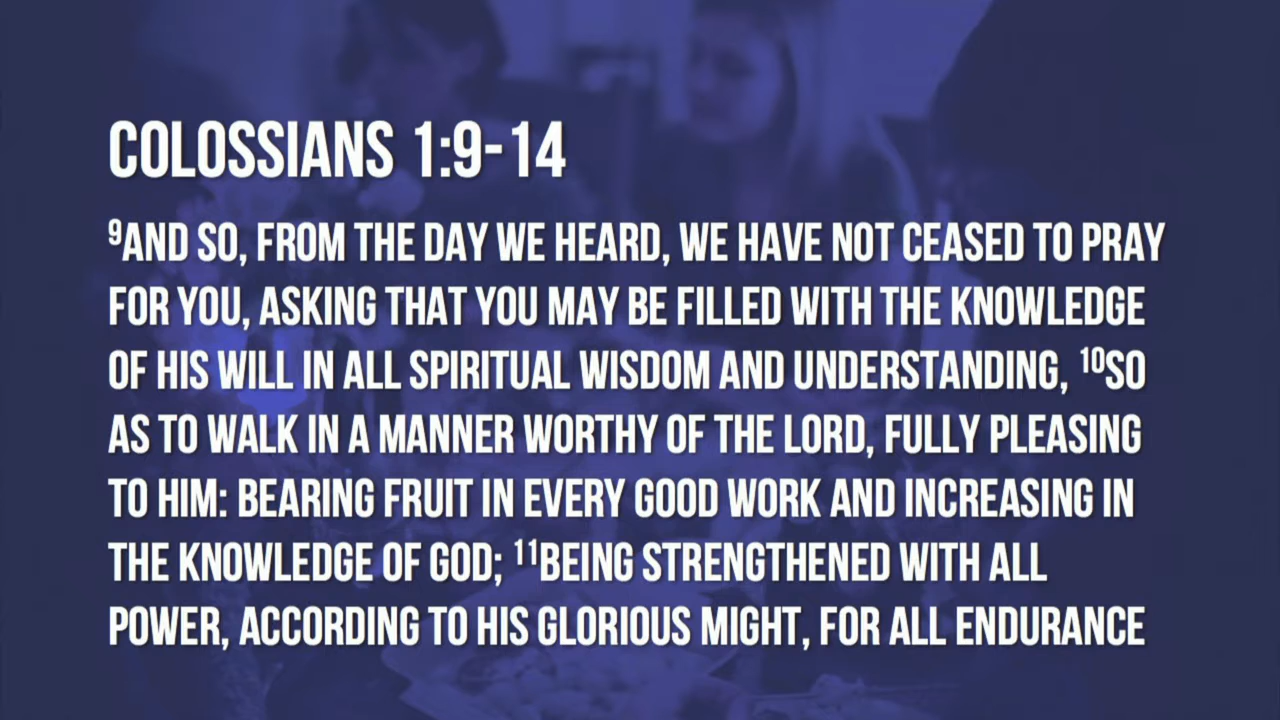 COLOSSIANS 1:9-14
⁹AND SO, FROM THE DAY WE HEARD, WE HAVE NOT CEASED TO PRAY
FOR YOU, ASKING THAT YOU MAY BE FILLED WITH THE KNOWLEDGE
OF HIS WILL IN ALL SPIRITUAL WISDOM AND UNDERSTANDING, ¹⁰SO
AS TO WALK IN A MANNER WORTHY OF THE LORD, FULLY PLEASING
TO HIM: BEARING FRUIT IN EVERY GOOD WORK AND INCREASING IN
THE KNOWLEDGE OF GOD; ¹¹BEING STRENGTHENED WITH ALL
POWER, ACCORDING TO HIS GLORIOUS MIGHT, FOR ALL ENDURANCE